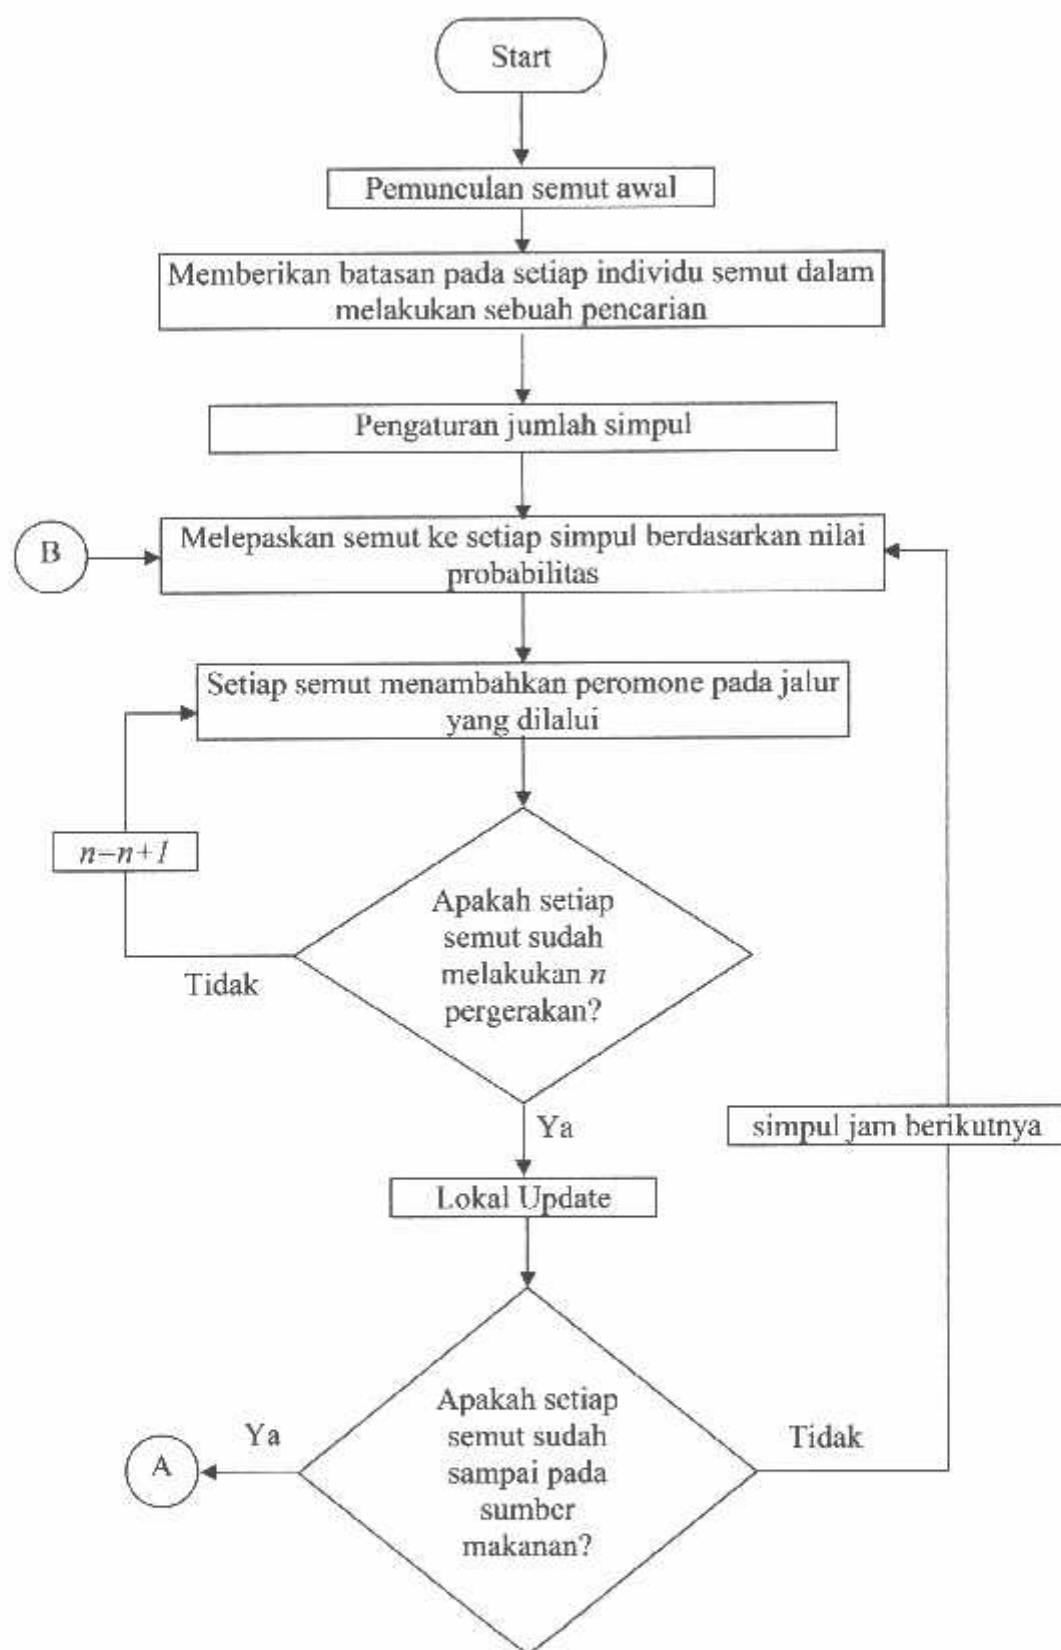 Start
Pemunculan semut awal
Memberikan batasan pada setiap individu semut dalam
melakukan sebuah pencarian
Pengaturan jumlah simpul
B
Melepaskan semut ke setiap simpul berdasarkan nilai
probabilitas
Setiap semut menambahkan peromone pada jalur
yang dilalui
n=n+1
Apakah setiap
semut sudah
melakukan n
pergerakan?
Tidak
Ya
simpul jam berikutnya
Lokal Update
Apakah setiap
semut sudah
sampai pada
sumber
makanan?
Ya
Tidak
A